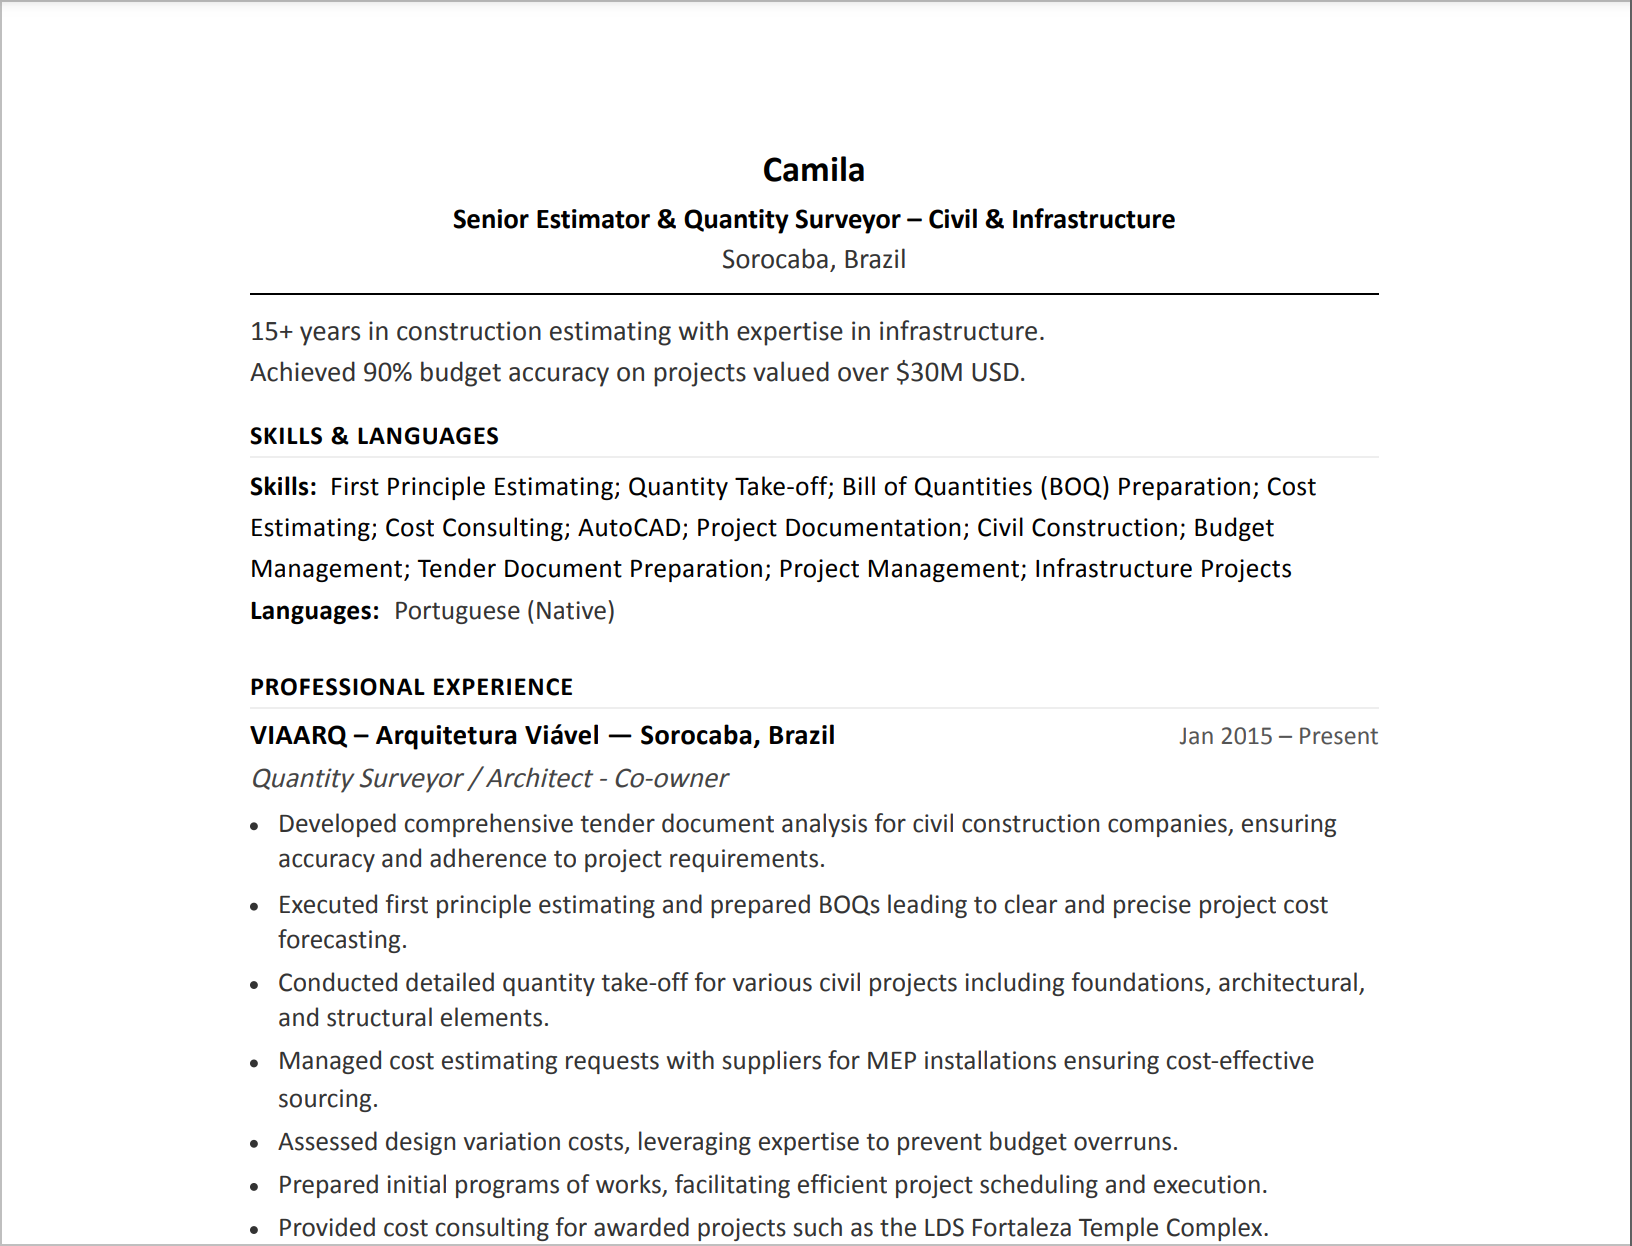 Camila
Senior Estimator & Quantity Surveyor – Civil & Infrastructure
Sorocaba, Brazil
15+ years in construction estimating with expertise in infrastructure.
Achieved 90% budget accuracy on projects valued over $30M USD.
SKILLS & LANGUAGES
Skills: First Principle Estimating; Quantity Take-off; Bill of Quantities (BOQ) Preparation; Cost
Estimating; Cost Consulting; AutoCAD; Project Documentation; Civil Construction; Budget
Management; Tender Document Preparation; Project Management; Infrastructure Projects
Languages: Portuguese (Native)
PROFESSIONAL EXPERIENCE
VIAARQ – Arquitetura Viável — Sorocaba, Brazil Jan 2015 – Present
Quantity Surveyor / Architect - Co-owner
• Developed comprehensive tender document analysis for civil construction companies, ensuring
accuracy and adherence to project requirements.
• Executed first principle estimating and prepared BOQs leading to clear and precise project cost
forecasting.
• Conducted detailed quantity take-off for various civil projects including foundations, architectural,
and structural elements.
• Managed cost estimating requests with suppliers for MEP installations ensuring cost-effective
sourcing.
• Assessed design variation costs, leveraging expertise to prevent budget overruns.
• Prepared initial programs of works, facilitating efficient project scheduling and execution.
• Provided cost consulting for awarded projects such as the LDS Fortaleza Temple Complex.